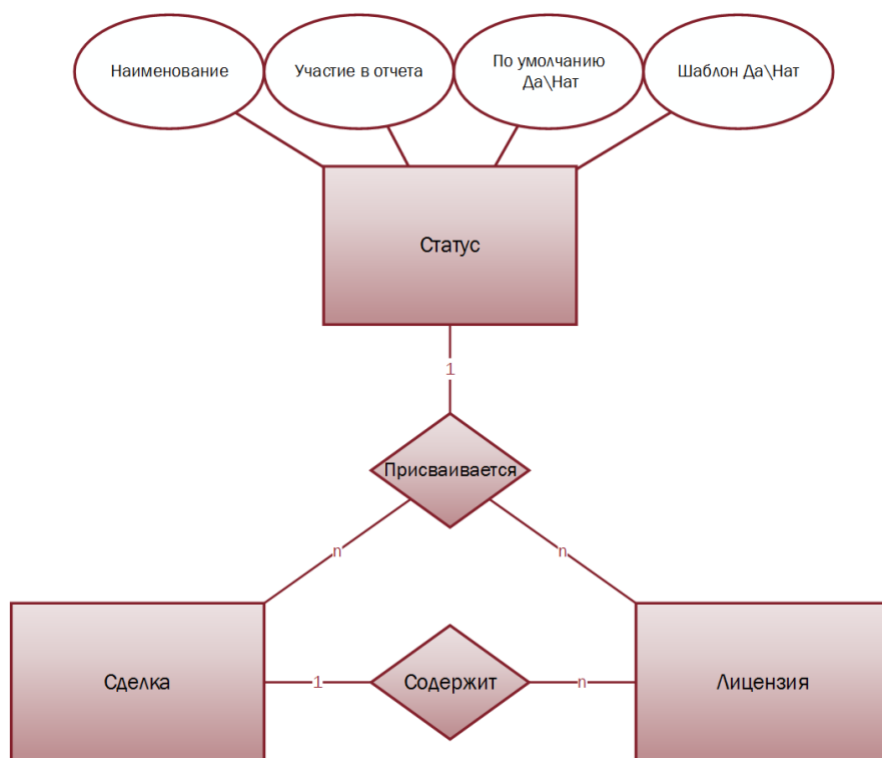 Наименование
Участие в отчета
По умолчанию
Да\Нат
Шаблон Да\Нат
Статус
1
Присваивается
n
n
Сделка
1
Содержит
n
Лицензия